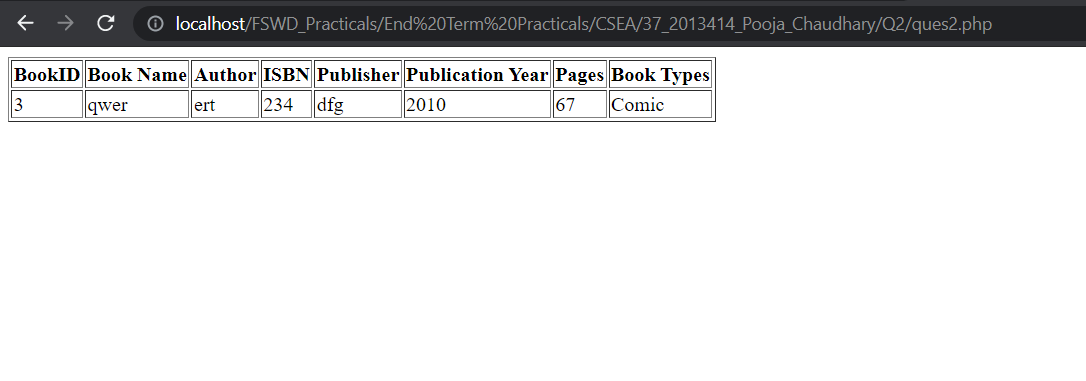 localhost/FSWD_Practicals/End%20Term%20Practicals/CSEA/37_2013414_Pooja_Chaudhary/Q2/ques2.php
BookID Book Name Author ISBN Publisher Publication Year Pages Book Types
3 qwer ert 234 dfg 2010 67 Comic